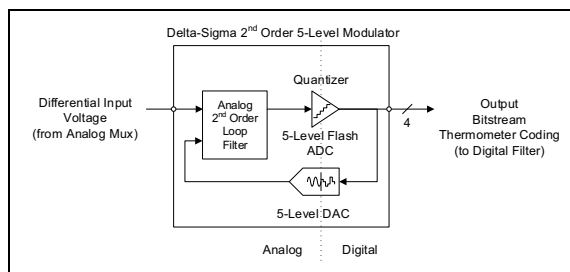 Delta-Sigma 2nd Order 5-Level Modulator
Differential Input
Voltage
(from Analog Mux)
Analog
2nd Order
Loop
Filter
Quantizer
5-Level Flash
ADC
5-Level DAC
4
Output
Bitstream
Thermometer Coding
(to Digital Filter)
Analog
Digital